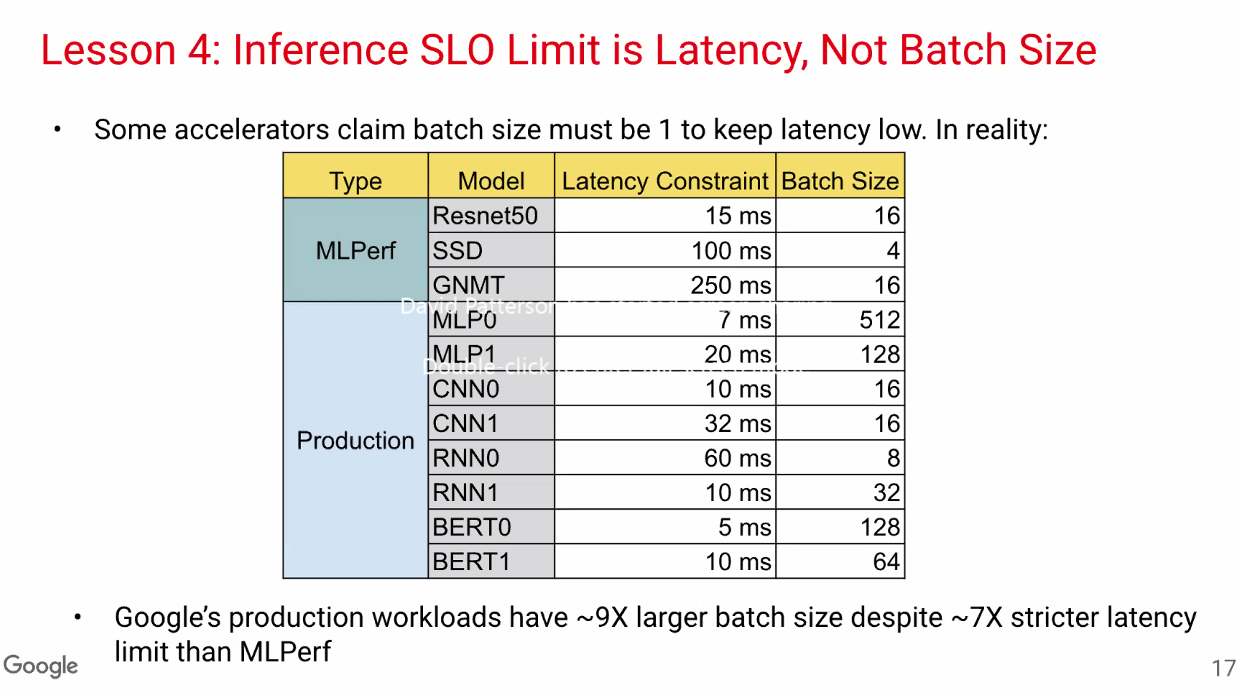 Lesson 4: Inference SLO Limit is Latency, Not Batch Size
• Some accelerators claim batch size must be 1 to keep latency low. In reality:
Type Model Latency Constraint Batch Size
MLPerf
Resnet50 15 ms 16
SSD 100 ms 4
GNMT 250 ms 16
David Patterson
Production
MLP0 7 ms 512
MLP1 20 ms 128
Double-click
CNN0 10 ms 16
CNN1 32 ms 16
RNN0 60 ms 8
RNN1 10 ms 32
BERT0 5 ms 128
BERT1 10 ms 64
• Google's production workloads have ~9X larger batch size despite ~7X stricter latency
limit than MLPerf
Google
17